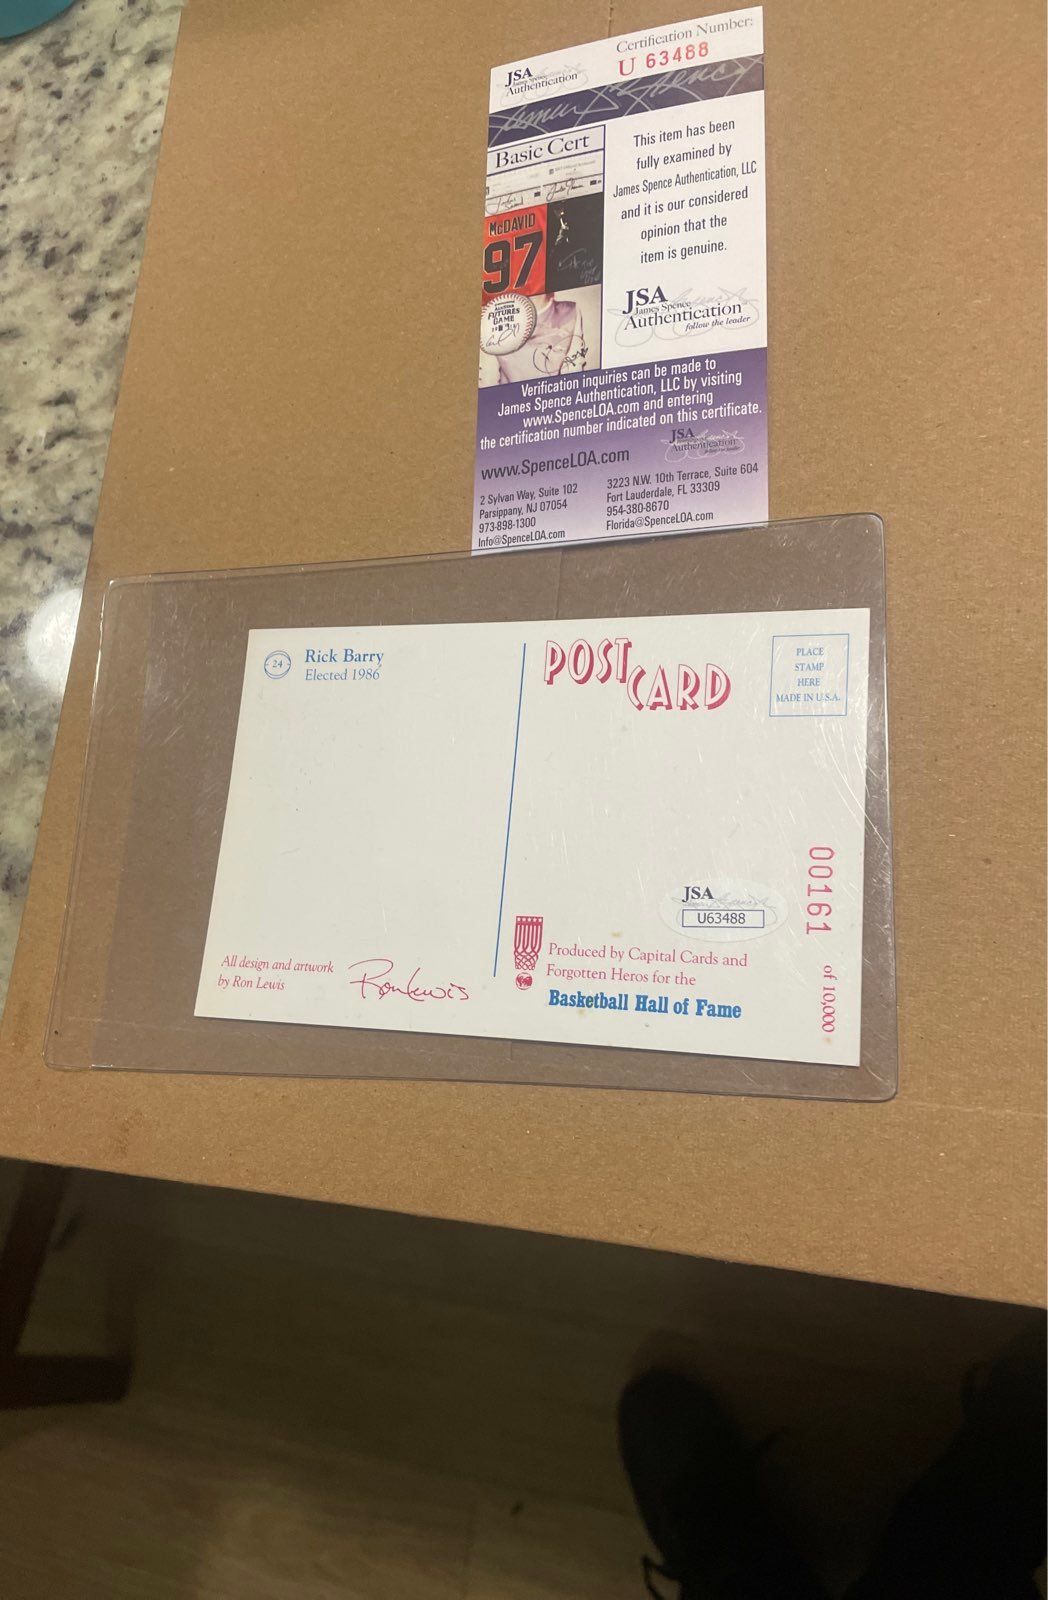 Certification Number:
U 63488
JSA
James Spence
Authentication
Basic Cert
McDAVID
97
FUTURES
GAME
This item has been
fully examined by
James Spence Authentication, LLC
and it is our considered
opinion that the
item is genuine.
JSA
James Spence
Authentication
follow the leader
Verification inquiries can be made to
James Spence Authentication, LLC by visiting
www.SpenceLOA.com and entering
the certification number indicated on this certificate.
JSA
Authentication
www.SpenceLOA.com
2 Sylvan Way, Suite 102
Parsippany, NJ 07054
973-898-1300
Info@SpenceLOA.com
3223 N.W. 10th Terrace, Suite 604
Fort Lauderdale, FL 33309
954-380-8670
Florida@SpenceLOA.com
24
Rick Barry
Elected 1986
POST
CARD
PLACE
STAMP
HERE
MADE IN U.S.A.
JSA
U63488
00161 of 10,000
All design and artwork
by Ron Lewis
Ron Lewis
Produced by Capital Cards and
Forgotten Heros for the
Basketball Hall of Fame